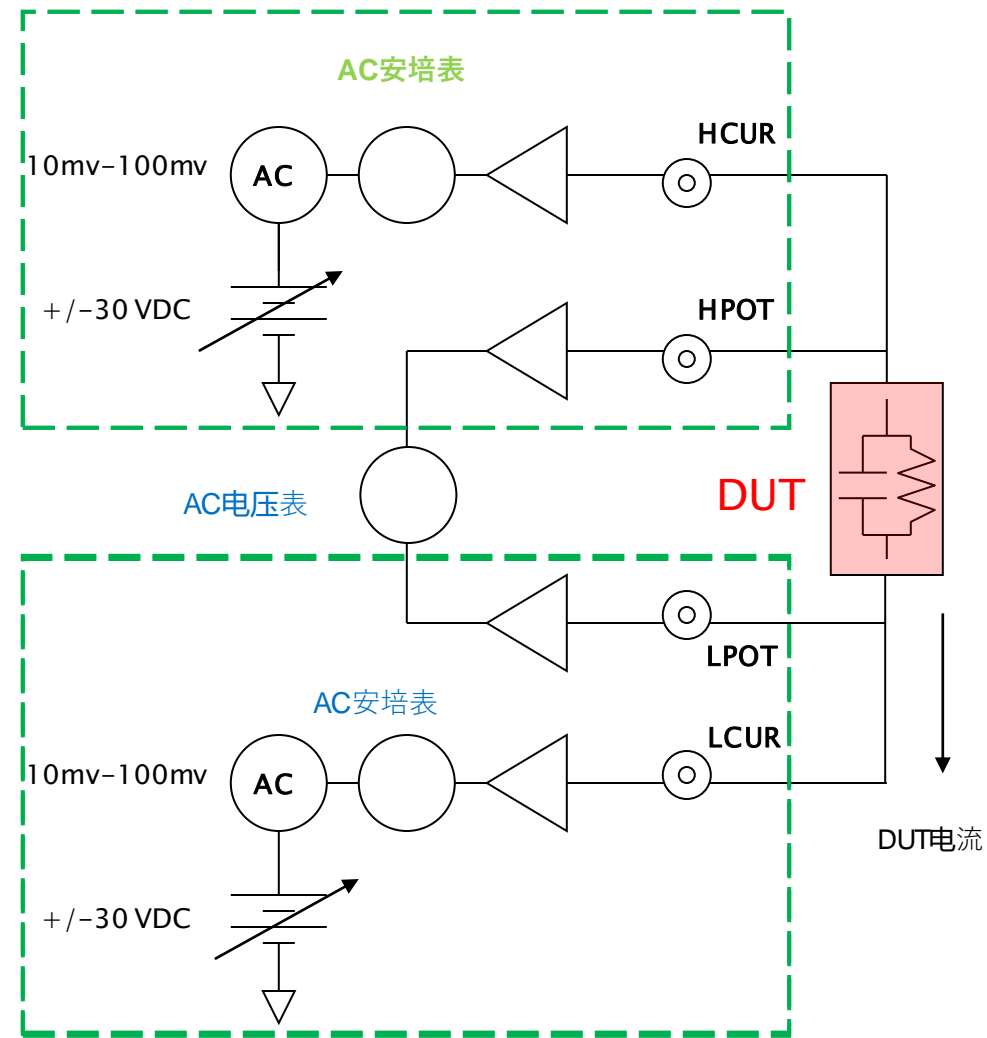 AC安培表
HCUR
10mv-100mv
AC
+/-30 VDC
HPOT
AC电压表
DUT
LPOT
AC安培表
LCUR
10mv-100mv
AC
DUT电流
+/-30 VDC